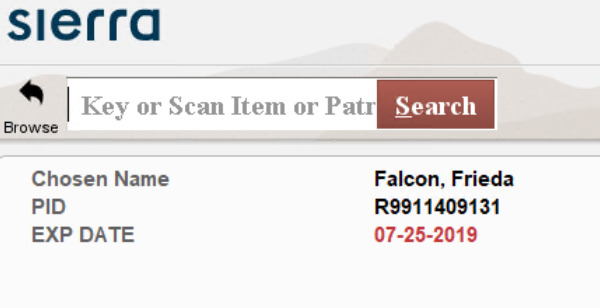 sierra
Key or Scan Item or Patr Search
Browse
Chosen Name Falcon, Frieda
PID R9911409131
EXP DATE 07-25-2019